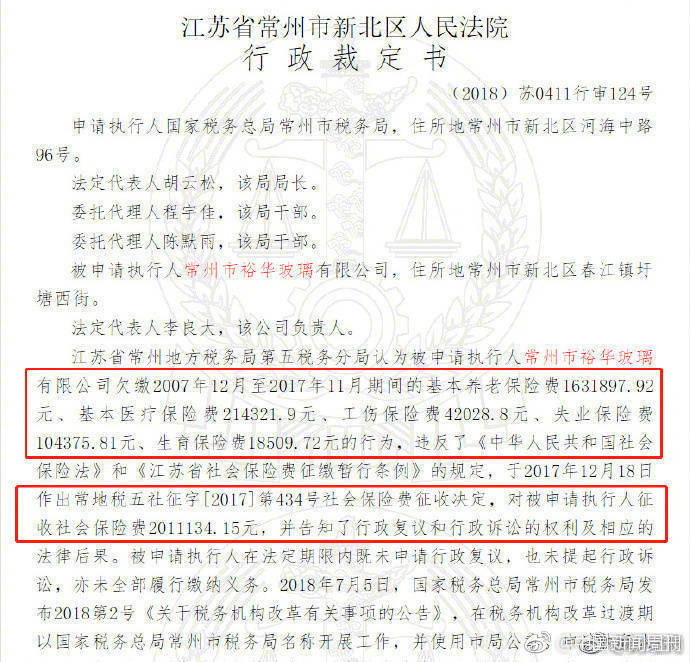 江苏省常州市新北区人民法院
行政裁定书
（2018）苏0411行审124号
申请执行人国家税务总局常州市税务局，住所地常州市新北区河海中路
96号。
法定代表人胡云松，该局局长。
委托代理人程宇佳，该局干部。
委托代理人陈默雨，该局干部。
被申请执行人常州市裕华玻璃有限公司，住所地常州市新北区春江镇圩
塘西街。
法定代表人李良大，该公司负责人。
江苏省常州地方税务局第五税务分局认为被申请执行人常州市裕华玻璃
有限公司欠缴2007年12月至2017年11月期间的基本养老保险费1631897.92
元、基本医疗保险费214321.9元、工伤保险费42028.8元、失业保险费
104375.81元、生育保险费18509.72元的行为，违反了《中华人民共和国社会
保险法》和《江苏省社会保险费征缴暂行条例》的规定，于2017年12月18日
作出常地税五社征字[2017]第434号社会保险费征收决定，对被申请执行人征
收社会保险费2011134.15元，并告知了行政复议和行政诉讼的权利及相应的
法律后果。被申请执行人在法定期限内既未申请行政复议，也未提起行政诉
讼，亦未全部履行缴纳义务。2018年7月5日，国家税务总局常州市税务局发
布2018第2号《关于税务机构改革有关事项的公告》，在税务机构改革过渡期
以国家税务总局常州市税务局名称开展工作，并使用市局公
新闻周刊